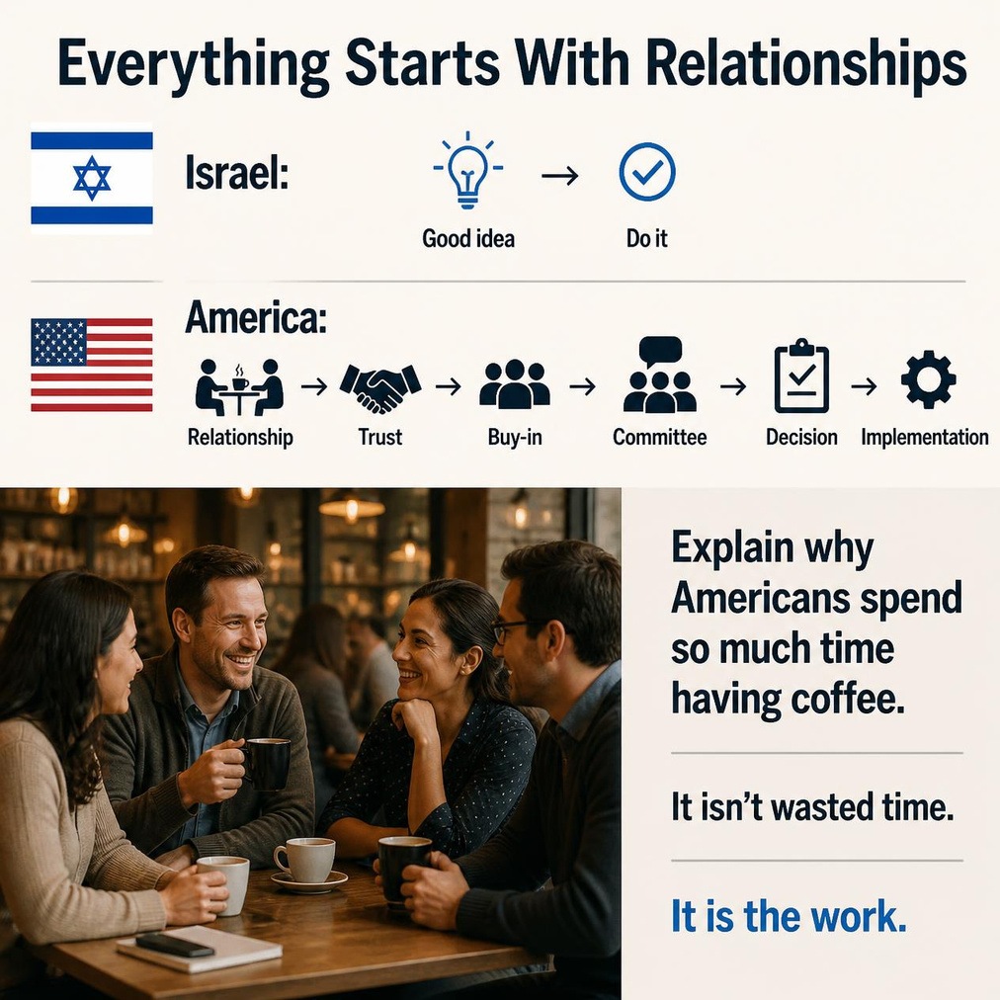 Everything Starts With Relationships
Israel:
Good idea
Do it
America:
Relationship
Trust
Buy-in
Committee
Decision
Implementation
Explain why
Americans spend
so much time
having coffee.
It isn’t wasted time.
It is the work.